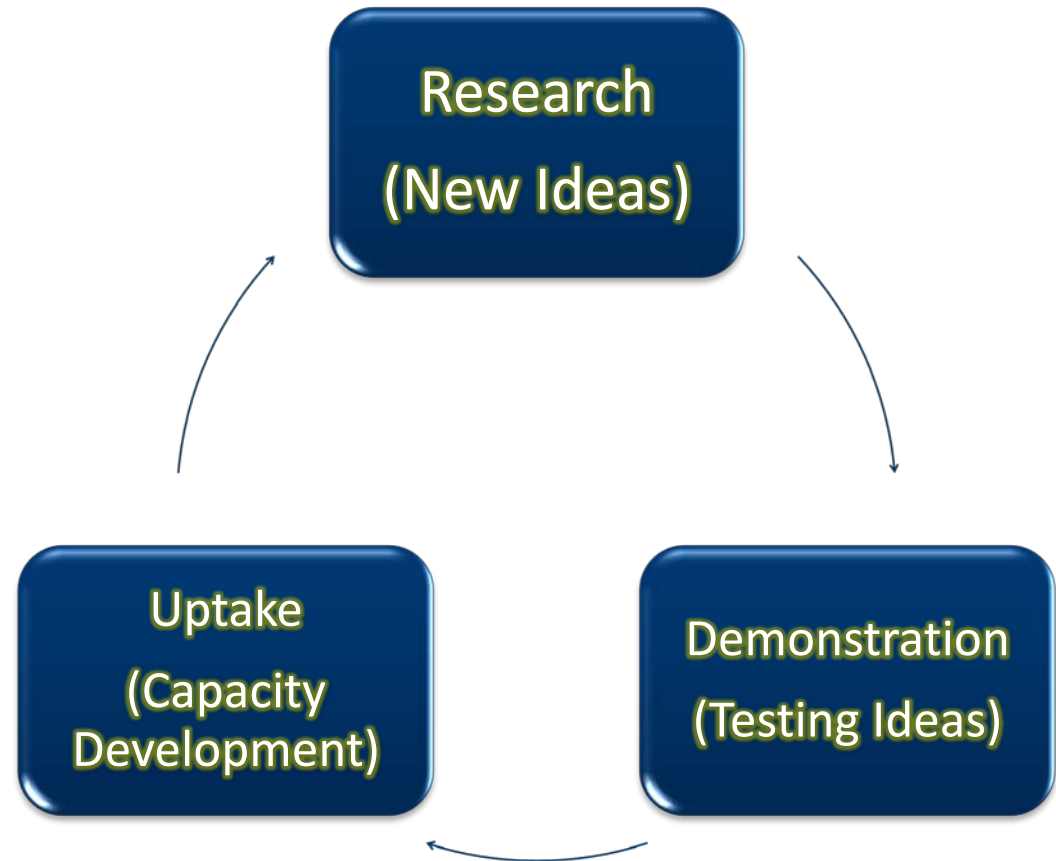 Research
(New Ideas)
Demonstration
(Testing Ideas)
Uptake
(Capacity
Development)